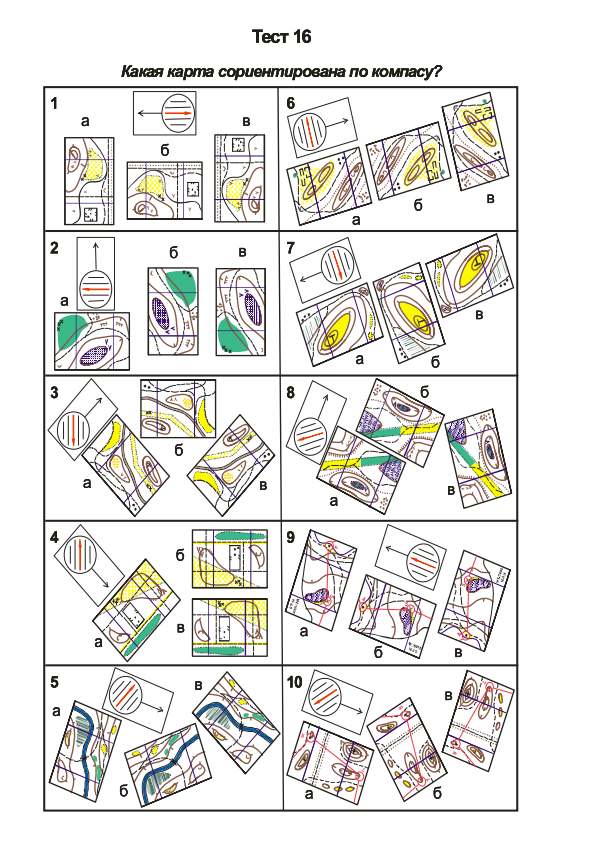 Тест 16
Какая карта сориентирована по компасу?
1
а
б
в
6
а
б
в
2
а
б
в
7
а
б
в
3
а
б
в
8
а
б
в
4
а
б
в
9
а
б
в
5
а
б
в
10
а
б
в